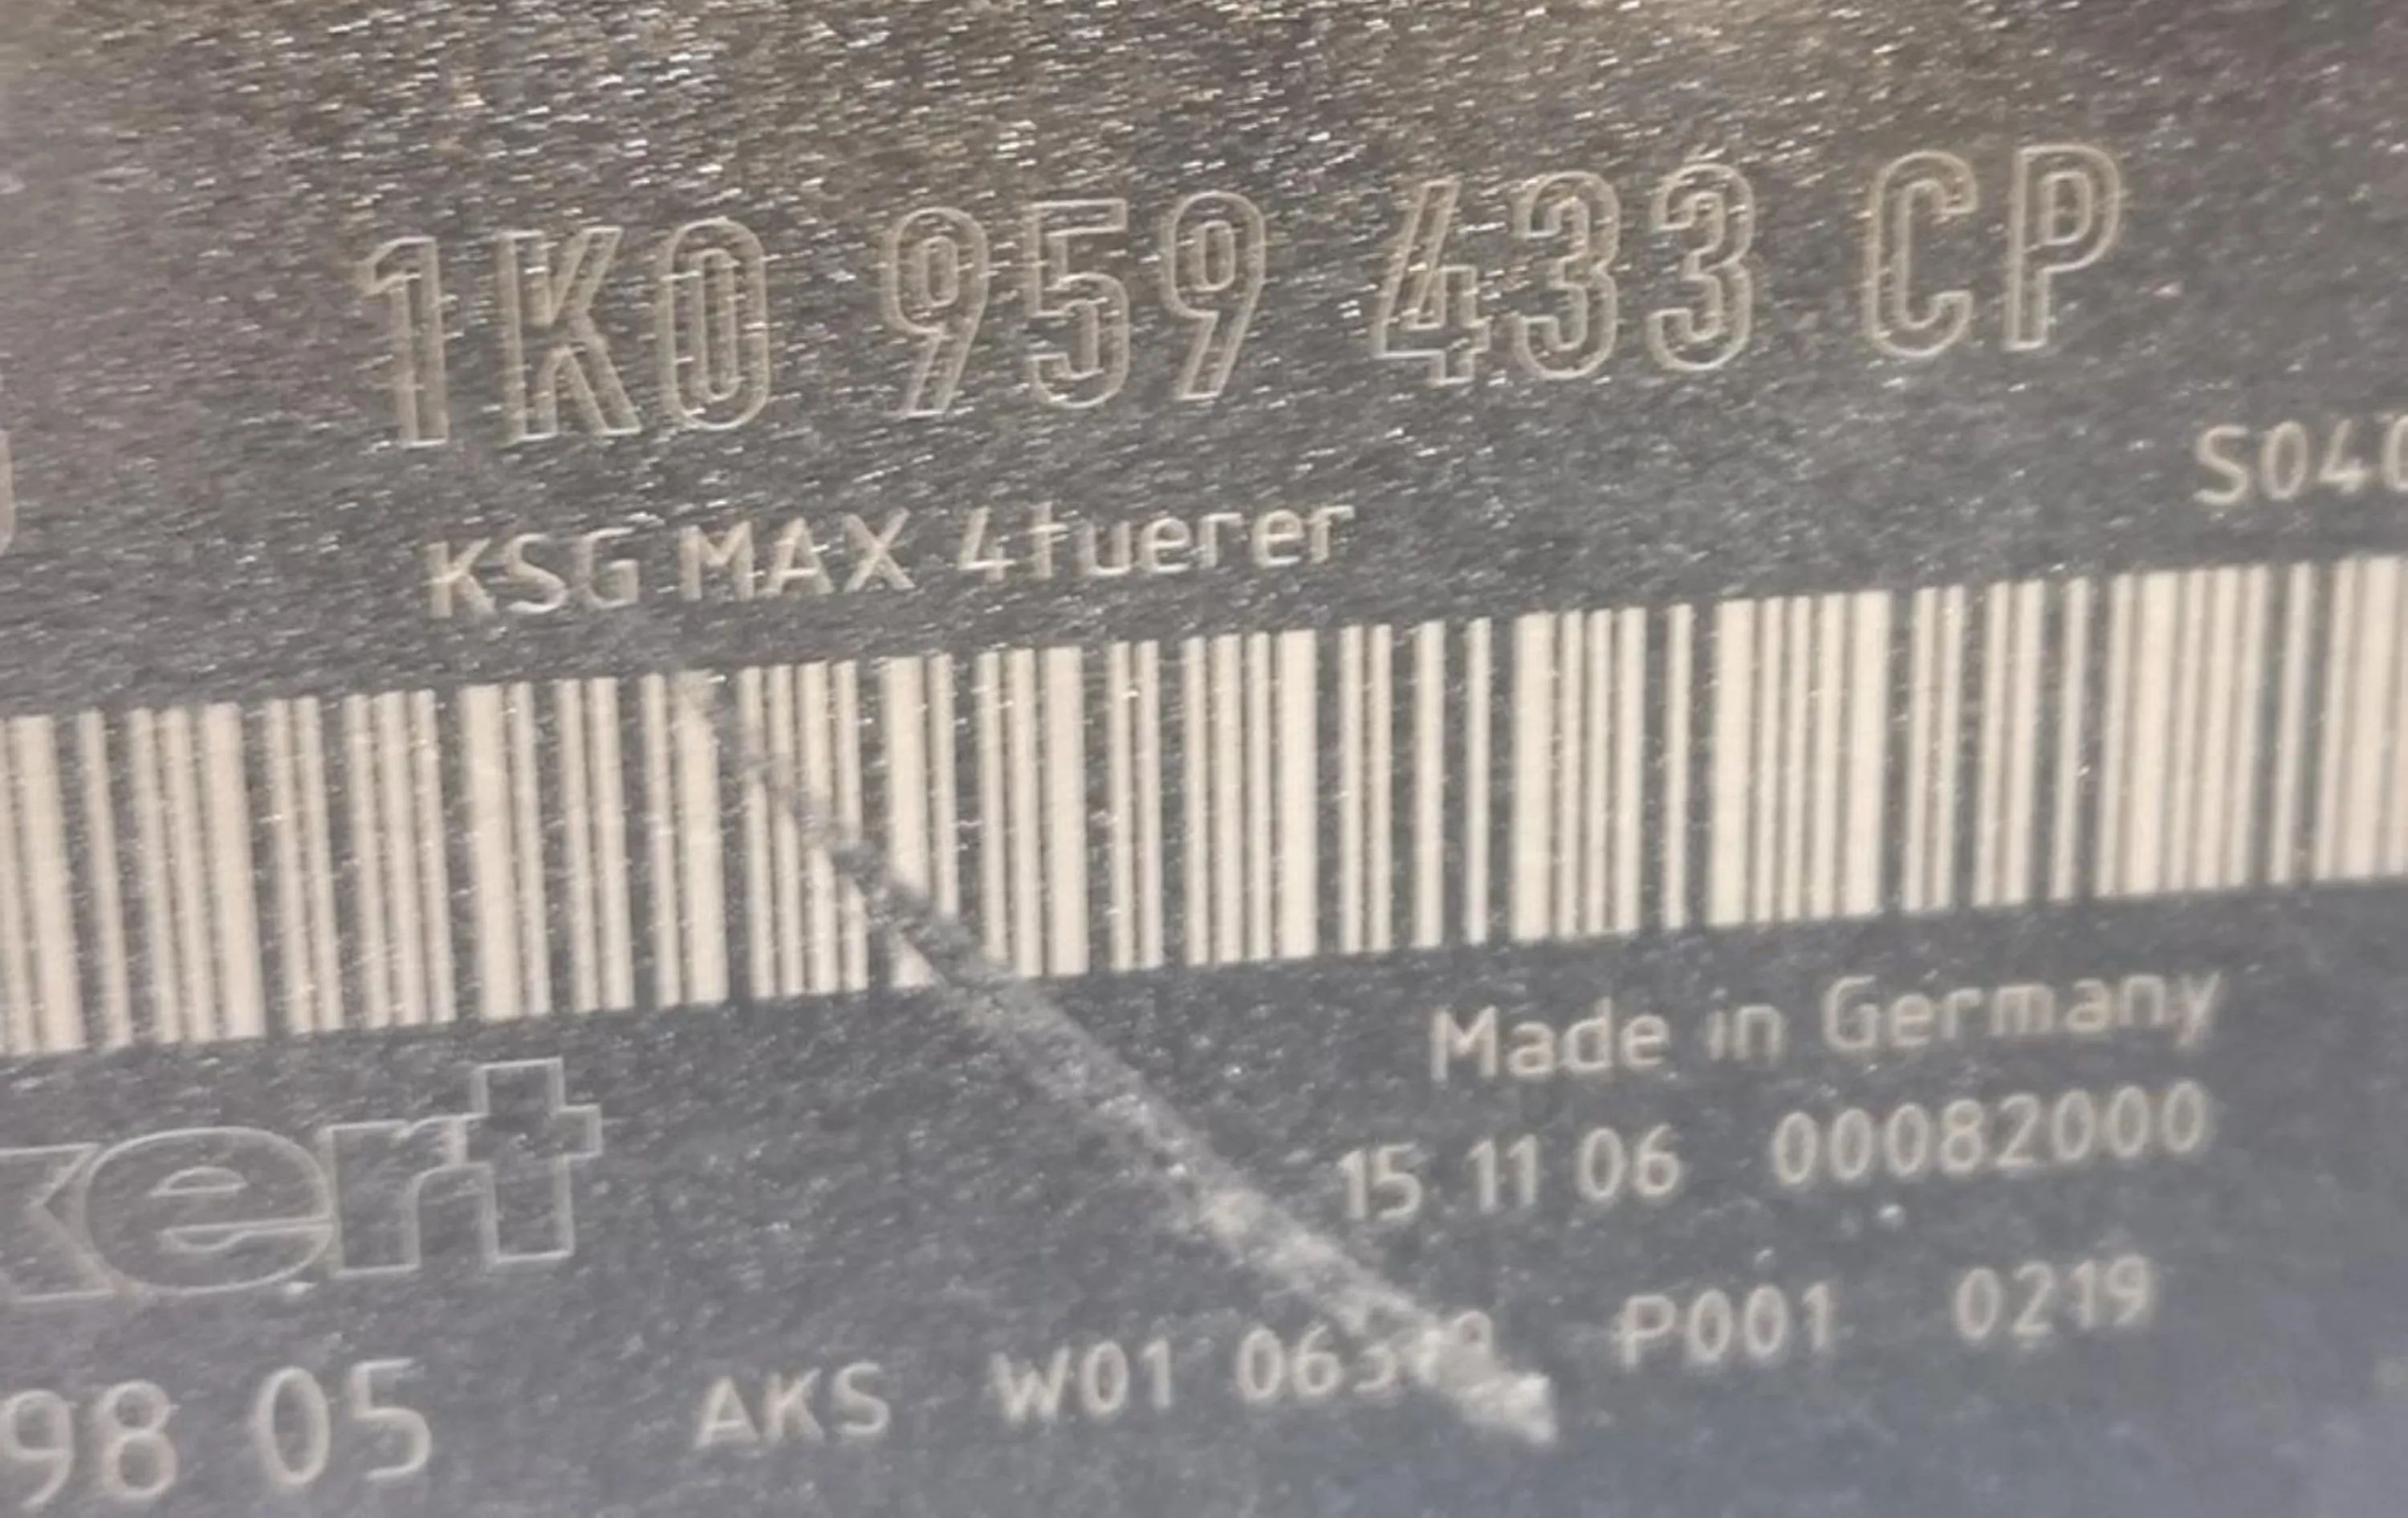 1K0 959 433 CP
KSG MAX 4tuerer
Made in Germany
15 11 06 00082000
98 05 AKS W01 P001 0219